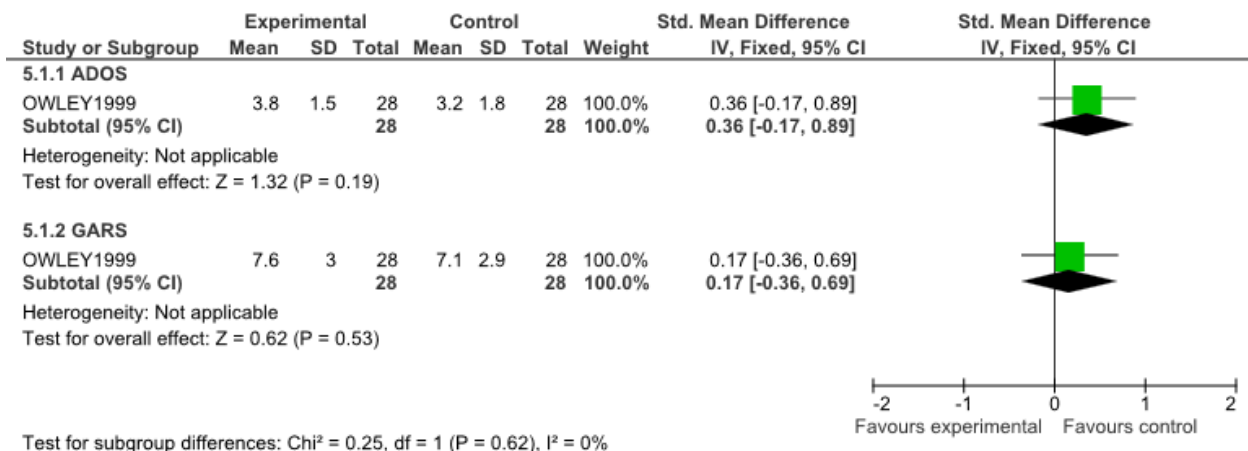 Experimental Control Std. Mean Difference Std. Mean Difference
Study or Subgroup Mean SD Total Mean SD Total Weight IV, Fixed, 95% CI IV, Fixed, 95% CI
5.1.1 ADOS
OWLEY1999 3.8 1.5 28 3.2 1.8 28 100.0% 0.36 [-0.17, 0.89]
Subtotal (95% CI) 28 28 100.0% 0.36 [-0.17, 0.89]
Heterogeneity: Not applicable
Test for overall effect: Z = 1.32 (P = 0.19)
5.1.2 GARS
OWLEY1999 7.6 3 28 7.1 2.9 28 100.0% 0.17 [-0.36, 0.69]
Subtotal (95% CI) 28 28 100.0% 0.17 [-0.36, 0.69]
Heterogeneity: Not applicable
Test for overall effect: Z = 0.62 (P = 0.53)
-2 -1 0 1 2
Favours experimental Favours control
Test for subgroup differences: Chi² = 0.25, df = 1 (P = 0.62), I² = 0%